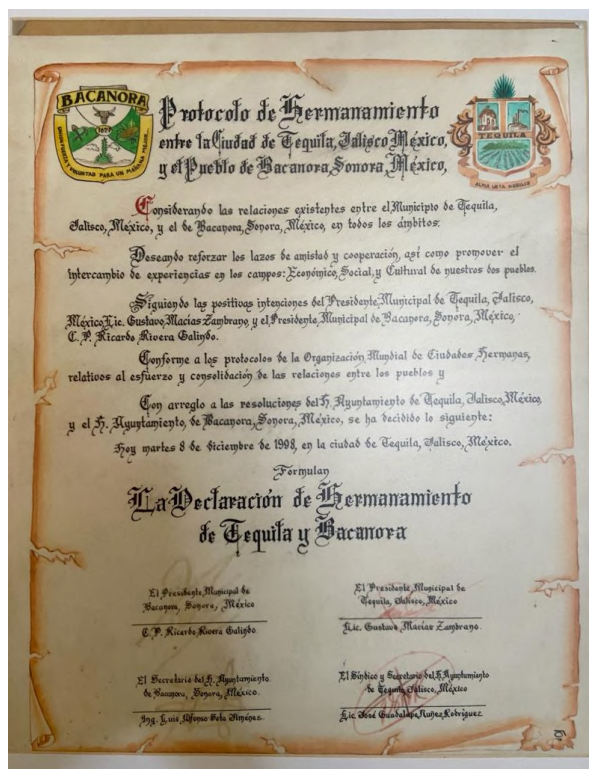 BACANORA
1627
UNION FUERZA Y VOLUNTAD PARA UN MAÑANA MEJOR
TEQUILA
Protocolo de Hermanamiento
entre la Ciudad de Tequila, Jalisco México,
y el Pueblo de Bacanora, Sonora, México,
Considerando las relaciones existentes entre el Municipio de Tequila,
Jalisco, México, y el de Bacanora, Sonora, México, en todos los ámbitos.
Deseando reforzar los lazos de amistad y cooperación, así como promover el
intercambio de experiencias en los campos: Económico, Social, y Cultural de nuestros dos pueblos.
Siguiendo las positivas intenciones del Presidente Municipal de Tequila, Jalisco,
México, Lic. Gustavo Macías Zambrano, y el Presidente Municipal de Bacanora, Sonora, México,
C. P. Ricardo Rivera Galindo.
Conforme a los protocolos de la Organización Mundial de Ciudades Hermanas,
relativos al esfuerzo y consolidación de las relaciones entre los pueblos y
Con arreglo a las resoluciones del H. Ayuntamiento de Tequila, Jalisco, México,
y el H. Ayuntamiento, de Bacanora, Sonora, México, se ha decidido lo siguiente:
Hoy martes 8 de diciembre de 1998, en la ciudad de Tequila, Jalisco, México.
Formulan
La Declaración de Hermanamiento
de Tequila y Bacanora
El Presidente Municipal de
Bacanora, Sonora, México
C. P. Ricardo Rivera Galindo
El Presidente Municipal de
Tequila, Jalisco, México
Lic. Gustavo Macías Zambrano.
El Secretario del H. Ayuntamiento
de Bacanora, Sonora, México.
Ing. Luis Alfonso Soto Jiménez.
El Síndico y Secretario del H. Ayuntamiento
de Tequila, Jalisco, México
Lic. José Guadalupe Nuñez Rodríguez.